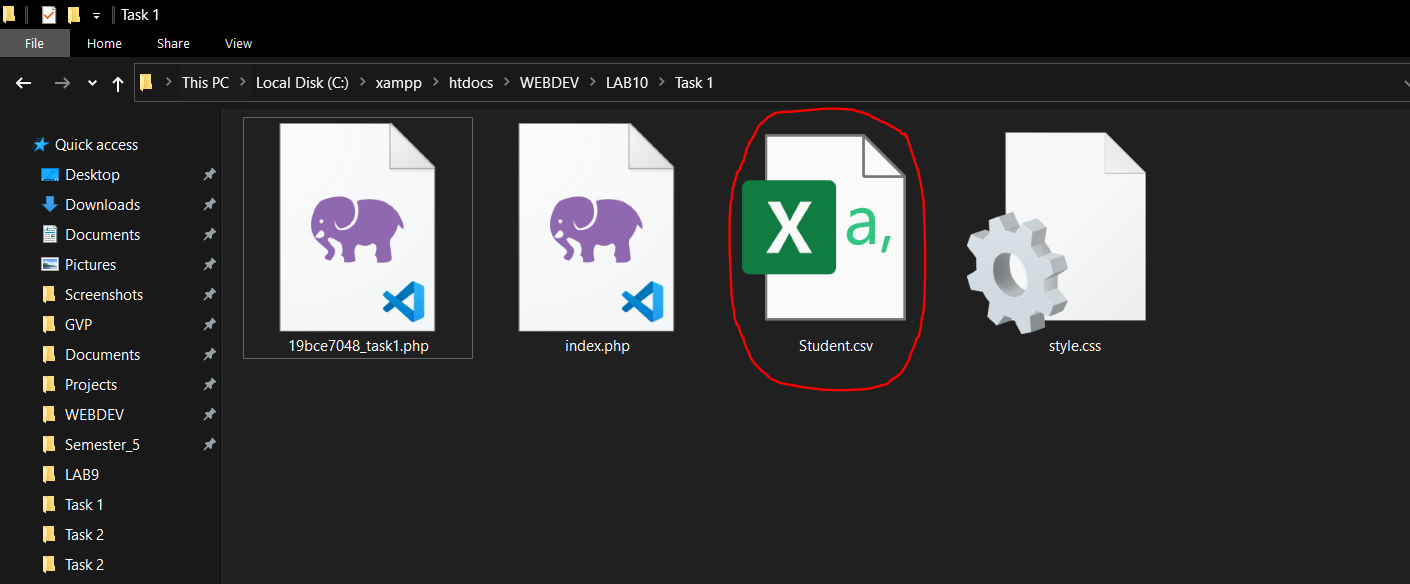 Task 1
File Home Share View
This PC Local Disk (C:) xampp htdocs WEBDEV LAB10 Task 1
Quick access
Desktop
Downloads
Documents
Pictures
Screenshots
GVP
Documents
Projects
WEBDEV
Semester_5
LAB9
Task 1
Task 2
Task 2
X a,
19bce7048_task1.php index.php Student.csv style.css